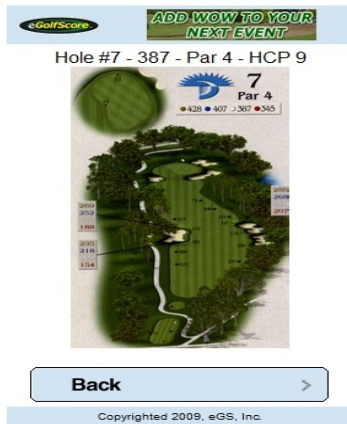 eGolfScore
ADD WOW TO YOUR
NEXT EVENT
Hole #7 - 387 - Par 4 - HCP 9
7
Par 4
428 407 387 345
269
252
188
235
218
154
207
Back >
Copyrighted 2009, eGS, Inc.